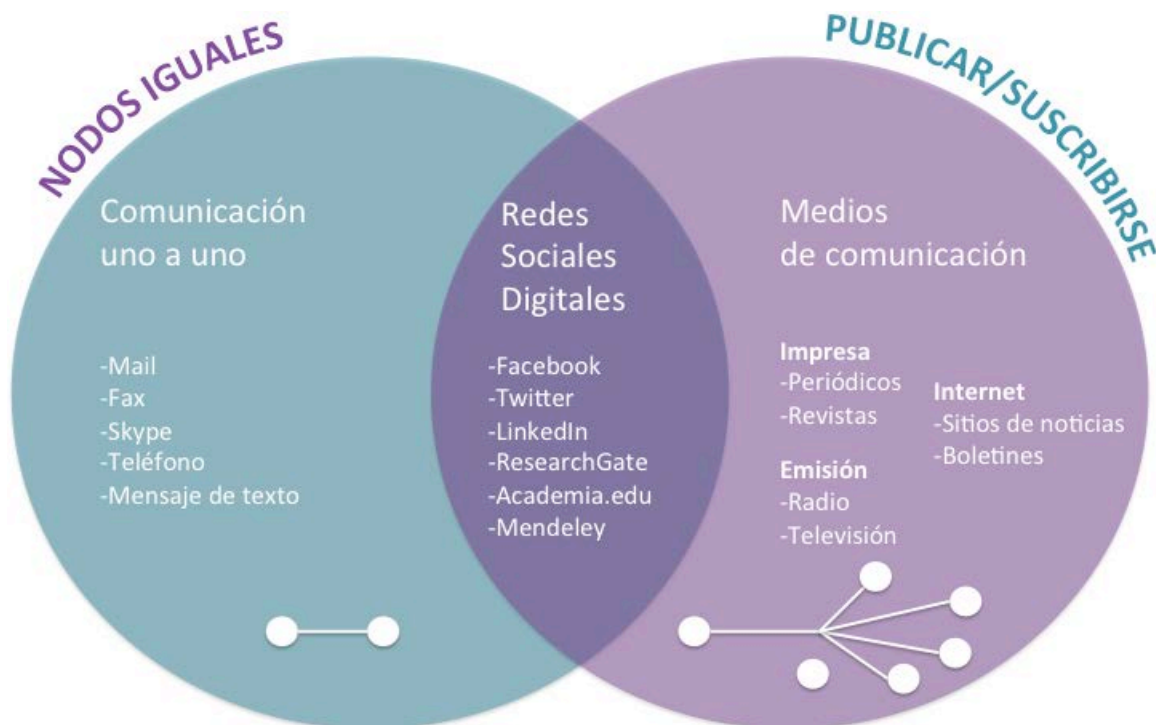 NODOS IGUALES
PUBLICAR/SUSCRIBIRSE
Comunicación
uno a uno
-Mail
-Fax
-Skype
-Teléfono
-Mensaje de texto
Redes
Sociales
Digitales
-Facebook
-Twitter
-LinkedIn
-ResearchGate
-Academia.edu
-Mendeley
Medios
de comunicación
Impresa
-Periódicos
-Revistas
Emisión
-Radio
-Televisión
Internet
-Sitios de noticias
-Boletines